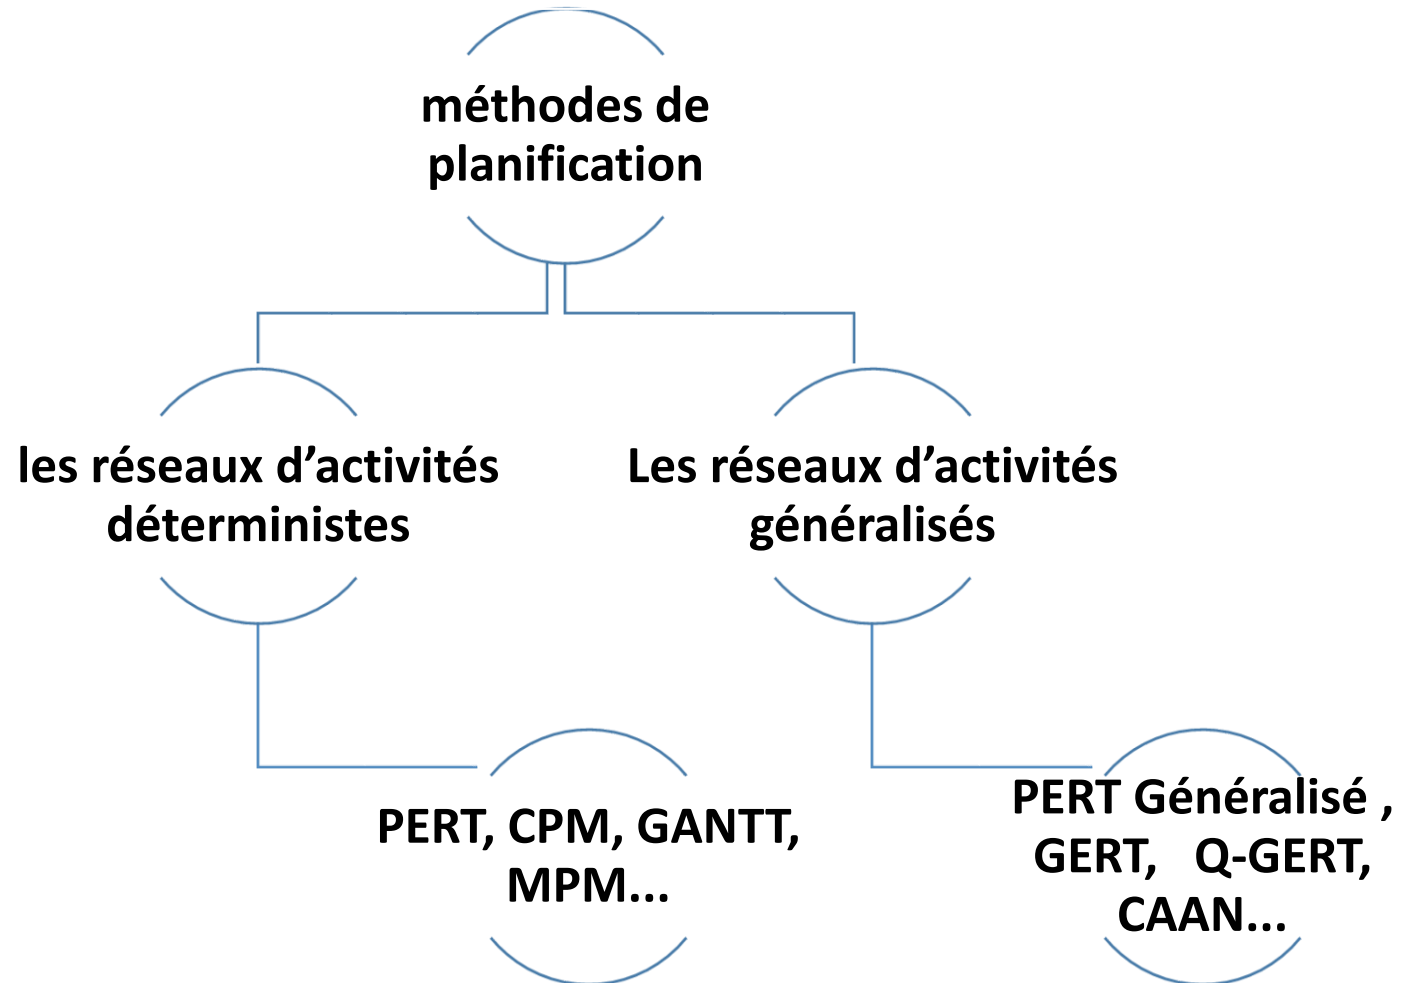 méthodes de
planification
les réseaux d’activités
déterministes
Les réseaux d’activités
généralisés
PERT, CPM, GANTT,
MPM...
PERT Généralisé ,
GERT,   Q-GERT,
CAAN...